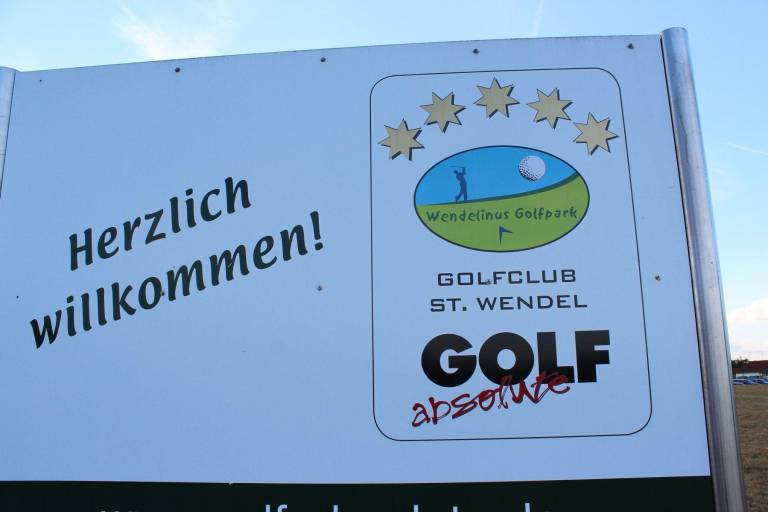 Herzlich
willkommen!
Wendelinus Golfpark
GOLFCLUB
ST. WENDEL
GOLF
absolute